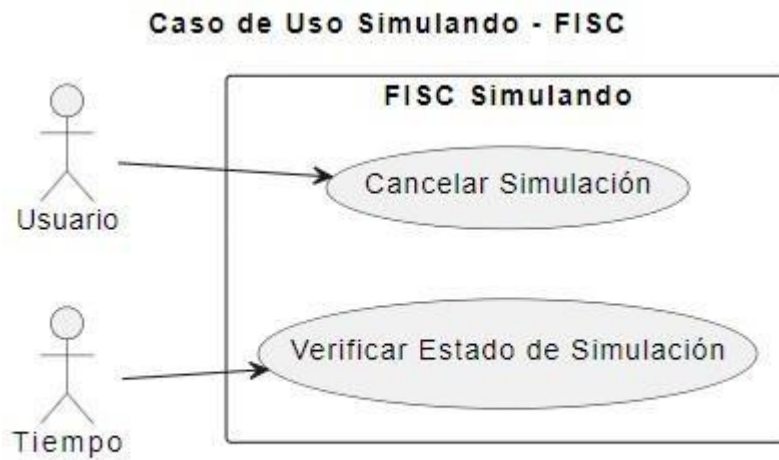 Caso de Uso Simulando - FISC
FISC Simulando
Cancelar Simulación
Usuario
Verificar Estado de Simulación
Tiempo